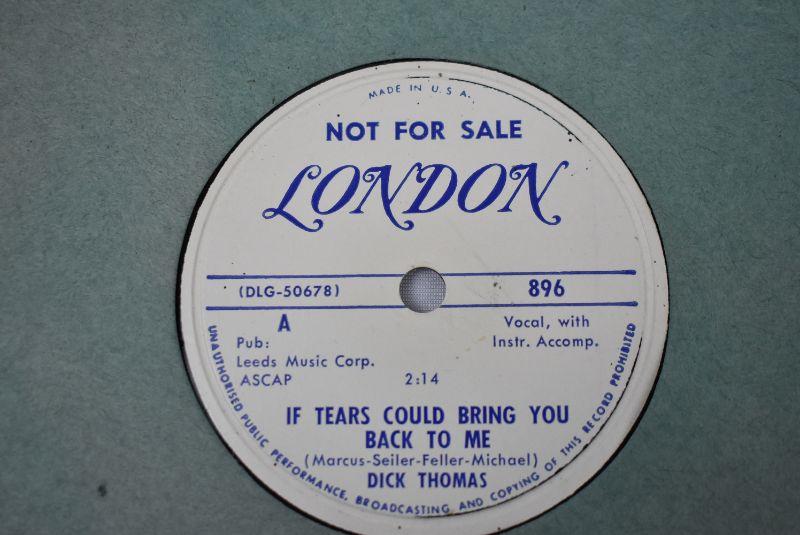 MADE IN U.S.A.
NOT FOR SALE
LONDON
(DLG-50678)
896
A
Vocal, with
Instr. Accomp.
Pub:
Leeds Music Corp.
ASCAP
2:14
IF TEARS COULD BRING YOU
BACK TO ME
(Marcus-Seiler-Feller-Michael)
DICK THOMAS
UNAUTHORISED PUBLIC PERFORMANCE, BROADCASTING AND COPYING OF THIS RECORD PROHIBITED